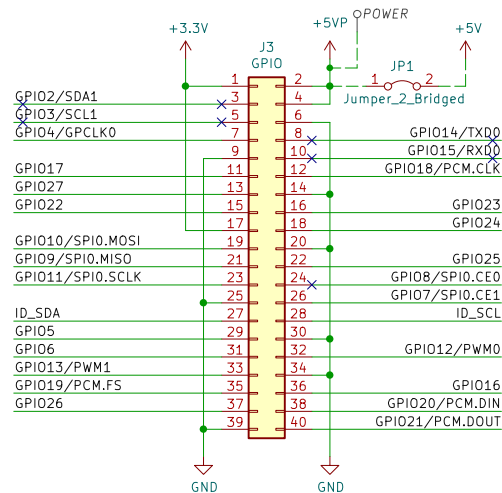 POWER
+3.3V
+5VP
+5V
J3
GPIO
JP1
1 2
Jumper_2_Bridged
1 2
GPIO2/SDA1 3 4
GPIO3/SCL1 5 6
GPIO4/GPCLK0 7 8 GPIO14/TXD0
9 10 GPIO15/RXD0
GPIO17 11 12 GPIO18/PCM.CLK
GPIO27 13 14
GPIO22 15 16 GPIO23
17 18 GPIO24
GPIO10/SPI0.MOSI 19 20
GPIO9/SPI0.MISO 21 22 GPIO25
GPIO11/SPI0.SCLK 23 24 GPIO8/SPI0.CE0
25 26 GPIO7/SPI0.CE1
ID_SDA 27 28 ID_SCL
GPIO5 29 30
GPIO6 31 32 GPIO12/PWM0
GPIO13/PWM1 33 34
GPIO19/PCM.FS 35 36 GPIO16
GPIO26 37 38 GPIO20/PCM.DIN
39 40 GPIO21/PCM.DOUT
GND GND